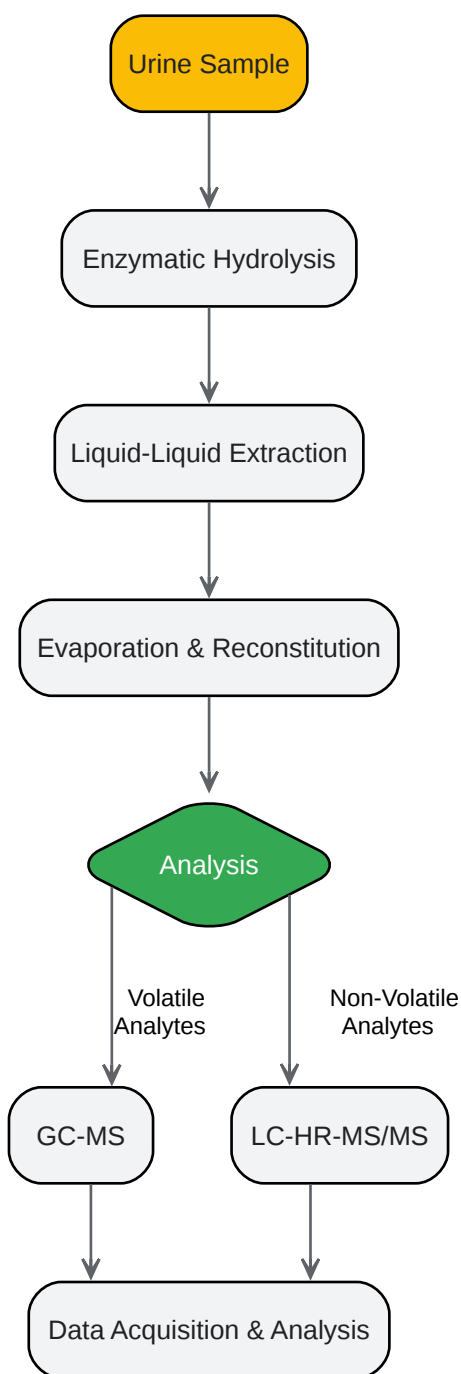 Urine Sample
Enzymatic Hydrolysis
Liquid-Liquid Extraction
Evaporation & Reconstitution
Analysis
Volatile
Analytes
Non-Volatile
Analytes
GC-MS
LC-HR-MS/MS
Data Acquisition & Analysis